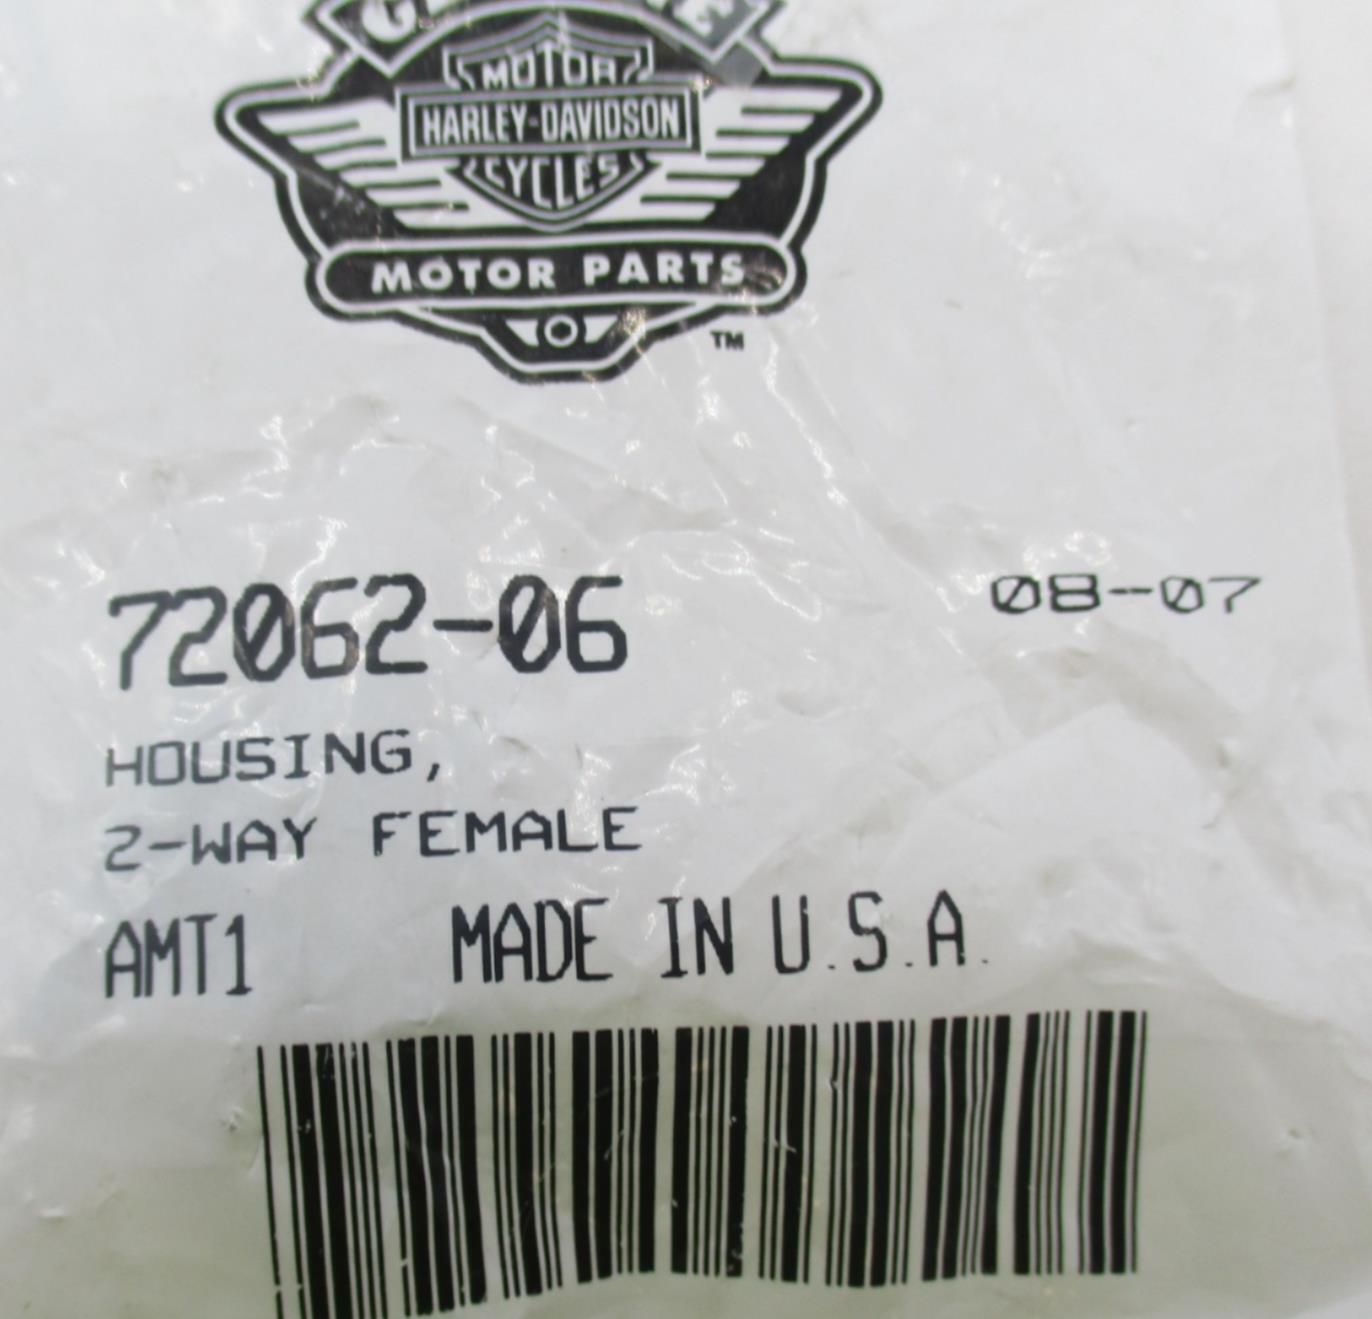 MOTOR
HARLEY-DAVIDSON
CYCLES
MOTOR PARTS
TM
72062-06
08-07
HOUSING,
2-WAY FEMALE
AMT1 MADE IN U.S.A.